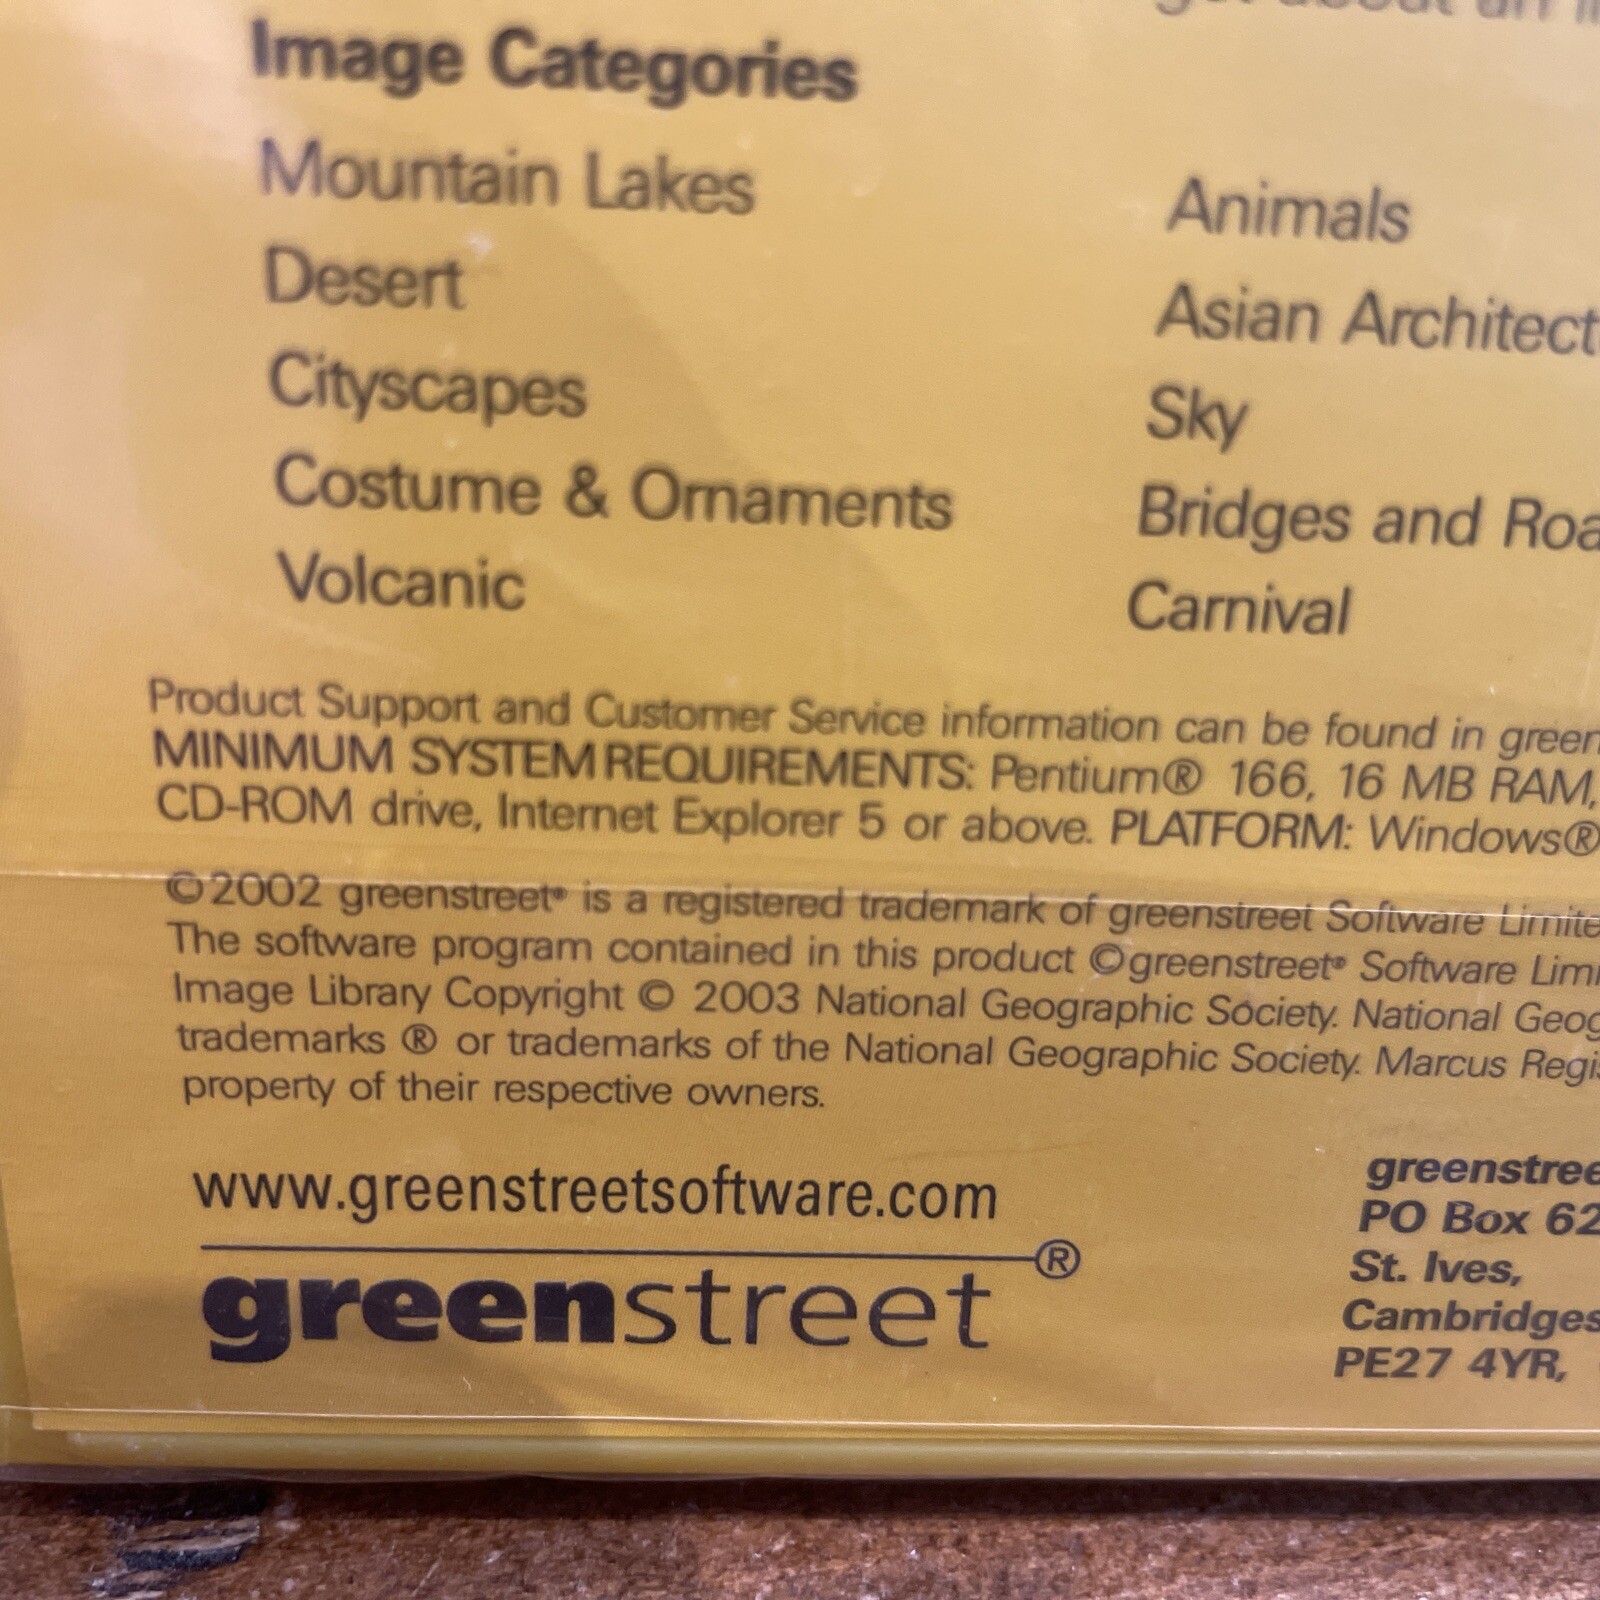 Image Categories
Mountain Lakes
Desert
Cityscapes
Costume & Ornaments
Volcanic
Animals
Asian Architect
Sky
Bridges and Roa
Carnival
Product Support and Customer Service information can be found in green
MINIMUM SYSTEM REQUIREMENTS: Pentium® 166, 16 MB RAM,
CD-ROM drive, Internet Explorer 5 or above. PLATFORM: Windows®
©2002 greenstreet® is a registered trademark of greenstreet Software Limite
The software program contained in this product ©greenstreet® Software Limi
Image Library Copyright © 2003 National Geographic Society. National Geog
trademarks ® or trademarks of the National Geographic Society. Marcus Regis
property of their respective owners.
www.greenstreetsoftware.com
greenstreet®
greenstree
PO Box 62
St. Ives,
Cambridges
PE27 4YR,